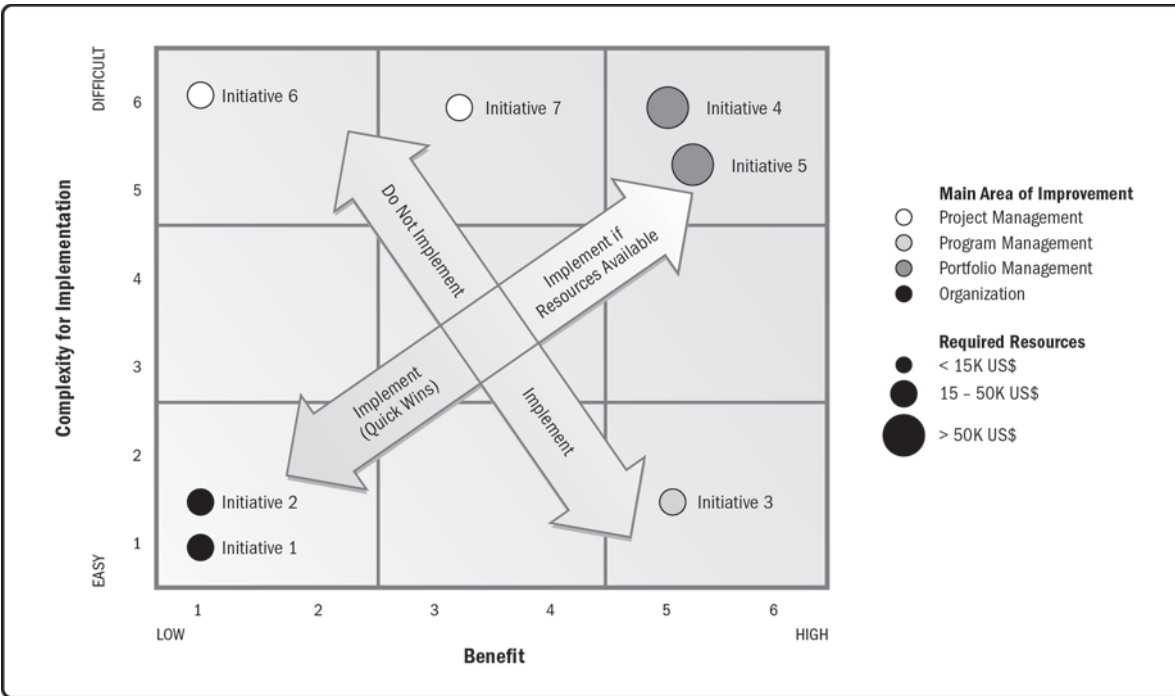 DIFFICULT
Complexity for Implementation
EASY
6
5
4
3
2
1
Initiative 6
Initiative 7
Initiative 4
Initiative 5
Do Not Implement
Implement if
Resources Available
Implement
(Quick Wins)
Implement
Initiative 2
Initiative 1
Initiative 3
1
2
3
4
5
6
LOW
HIGH
Benefit
Main Area of Improvement
Project Management
Program Management
Portfolio Management
Organization
Required Resources
< 15K US$
15 – 50K US$
> 50K US$